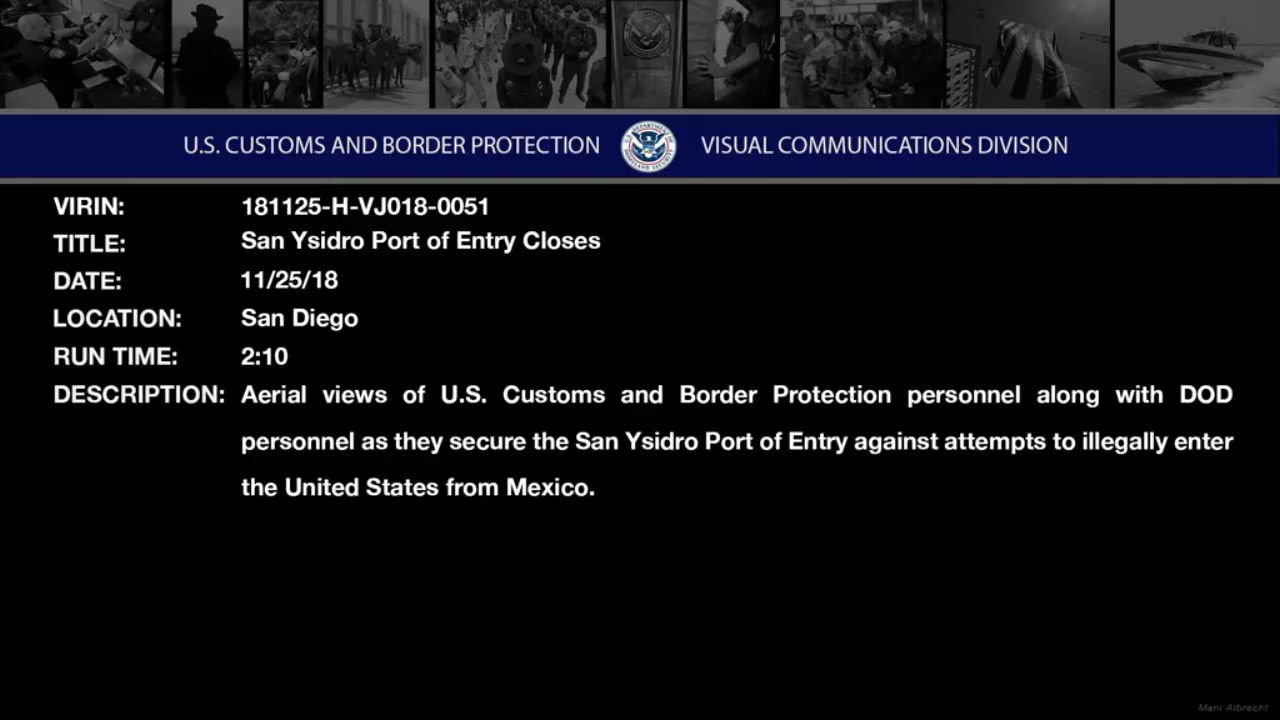 U.S. CUSTOMS AND BORDER PROTECTION VISUAL COMMUNICATIONS DIVISION
VIRIN: 181125-H-VJ018-0051
TITLE: San Ysidro Port of Entry Closes
DATE: 11/25/18
LOCATION: San Diego
RUN TIME: 2:10
DESCRIPTION: Aerial views of U.S. Customs and Border Protection personnel along with DOD
personnel as they secure the San Ysidro Port of Entry against attempts to illegally enter
the United States from Mexico.
Mani Albrecht